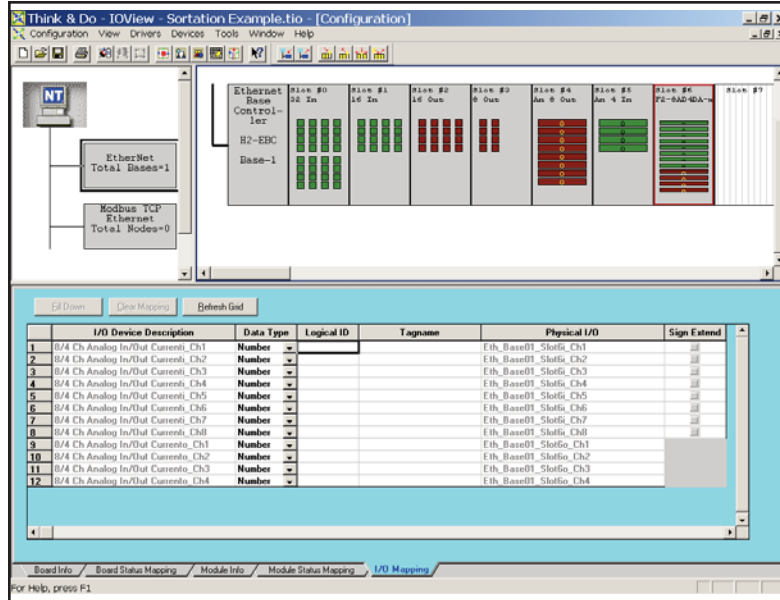 Think & Do - IOView - Sortation Example.tio - [Configuration]
Configuration View Drivers Devices Tools Window Help
NT
EtherNet
Total Bases=1
Modbus TCP
Ethernet
Total Nodes=0
Ethernet
Base
Control-
ler
H2-EBC
Base-1
Slot #0
32 In
Slot #1
16 In
Slot #2
16 Out
Slot #3
8 Out
Slot #4
An 8 Out
Slot #5
An 4 In
Slot #6
F2-8AD4DA-
Slot #7
Fill Down Clear Mapping Refresh Grid
I/O Device Description Data Type Logical ID Tagname Physical I/O Sign Extend
1 8/4 Ch Analog In/Out Currenti_Ch1 Number Eth_Base01_Slot6i_Ch1
2 8/4 Ch Analog In/Out Currenti_Ch2 Number Eth_Base01_Slot6i_Ch2
3 8/4 Ch Analog In/Out Currenti_Ch3 Number Eth_Base01_Slot6i_Ch3
4 8/4 Ch Analog In/Out Currenti_Ch4 Number Eth_Base01_Slot6i_Ch4
5 8/4 Ch Analog In/Out Currenti_Ch5 Number Eth_Base01_Slot6i_Ch5
6 8/4 Ch Analog In/Out Currenti_Ch6 Number Eth_Base01_Slot6i_Ch6
7 8/4 Ch Analog In/Out Currenti_Ch7 Number Eth_Base01_Slot6i_Ch7
8 8/4 Ch Analog In/Out Currenti_Ch8 Number Eth_Base01_Slot6i_Ch8
9 8/4 Ch Analog In/Out Currento_Ch1 Number Eth_Base01_Slot6o_Ch1
10 8/4 Ch Analog In/Out Currento_Ch2 Number Eth_Base01_Slot6o_Ch2
11 8/4 Ch Analog In/Out Currento_Ch3 Number Eth_Base01_Slot6o_Ch3
12 8/4 Ch Analog In/Out Currento_Ch4 Number Eth_Base01_Slot6o_Ch4
Board Info Board Status Mapping Module Info Module Status Mapping I/O Mapping
For Help, press F1